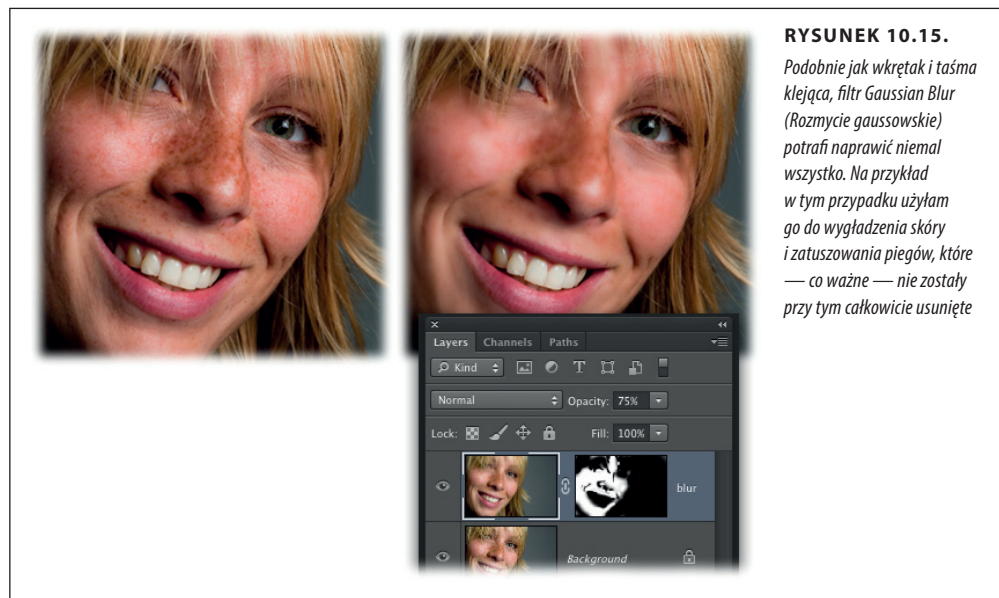 RYSUNEK 10.15.
Podobnie jak wkrętak i taśma
klejąca, filtr Gaussian Blur
(Rozmycie gaussowskie)
potrafi naprawić niemal
wszystko. Na przykład
w tym przypadku użyłam
go do wygładzenia skóry
i zatuszowania piegów, które
— co ważne — nie zostały
przy tym całkowicie usunięte
Layers Channels Paths
Kind
Normal Opacity: 75%
Lock: Fill: 100%
blur
Background